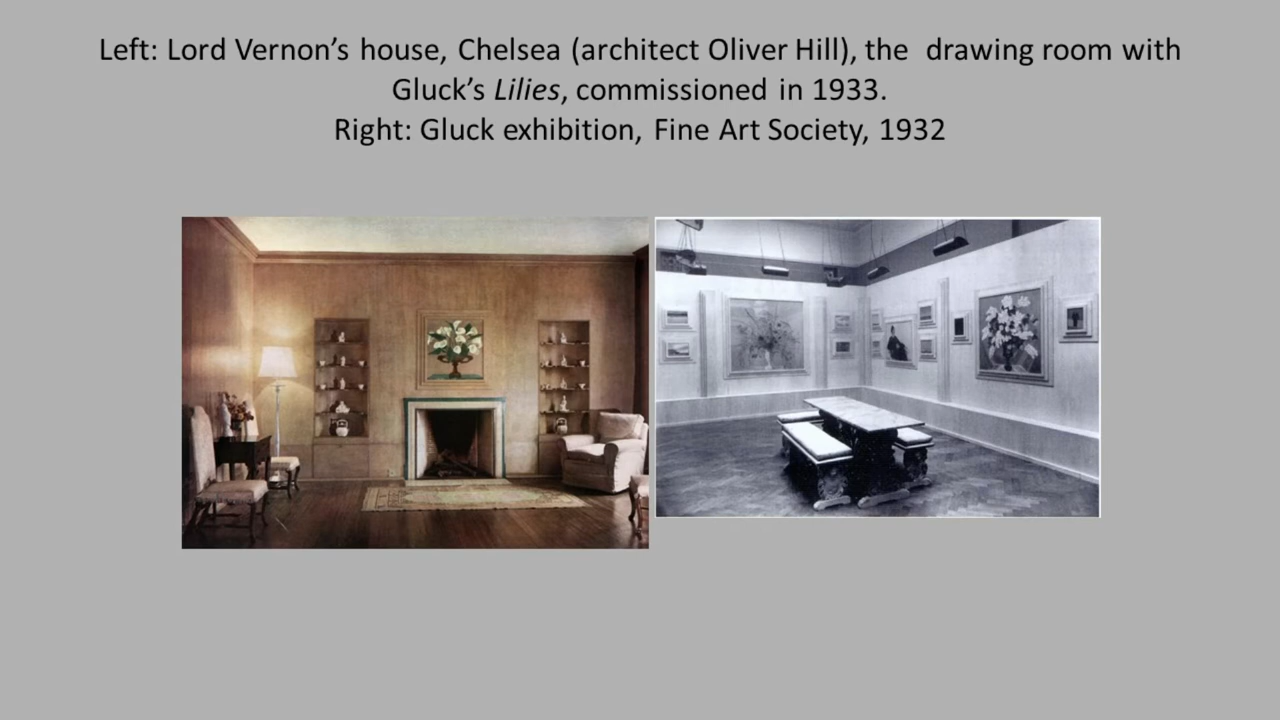 Left: Lord Vernon’s house, Chelsea (architect Oliver Hill), the  drawing room with
Gluck’s Lilies, commissioned in 1933.
Right: Gluck exhibition, Fine Art Society, 1932